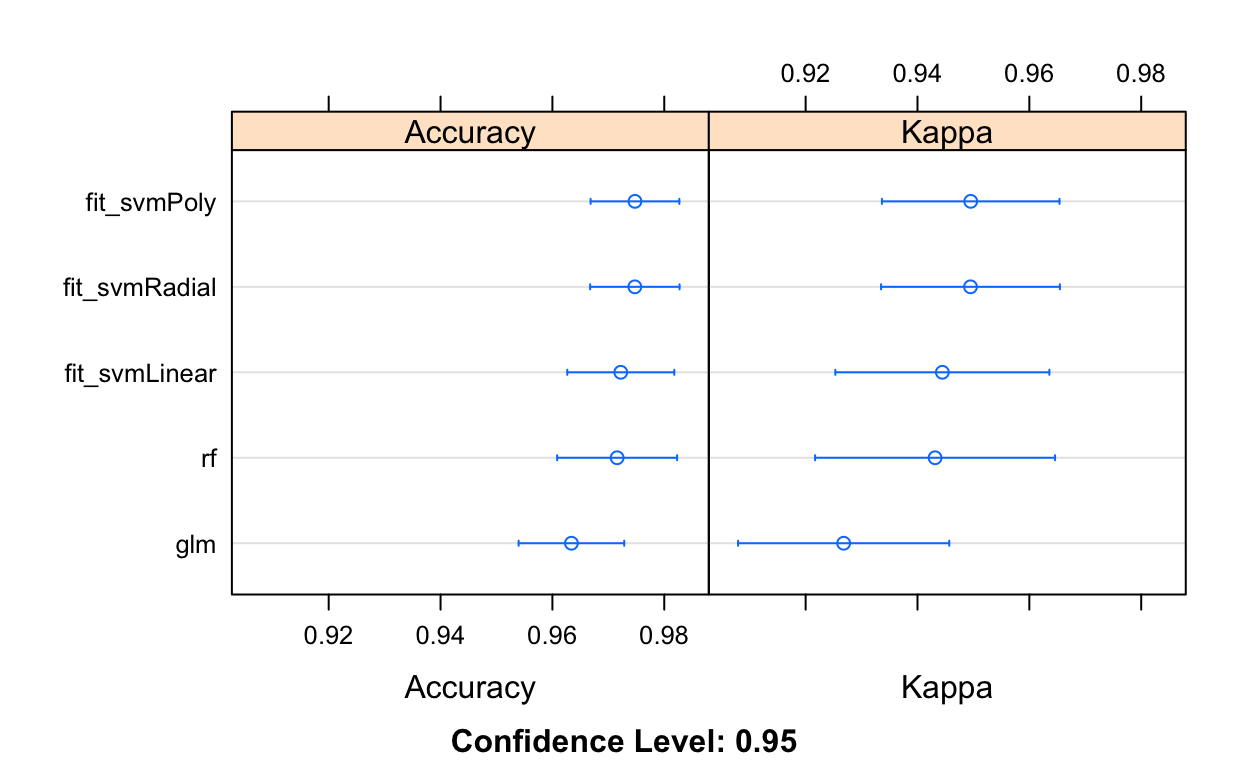 0.92 0.94 0.96 0.98
Accuracy Kappa
fit_svmPoly
fit_svmRadial
fit_svmLinear
rf
glm
0.92 0.94 0.96 0.98
Accuracy Kappa
Confidence Level: 0.95